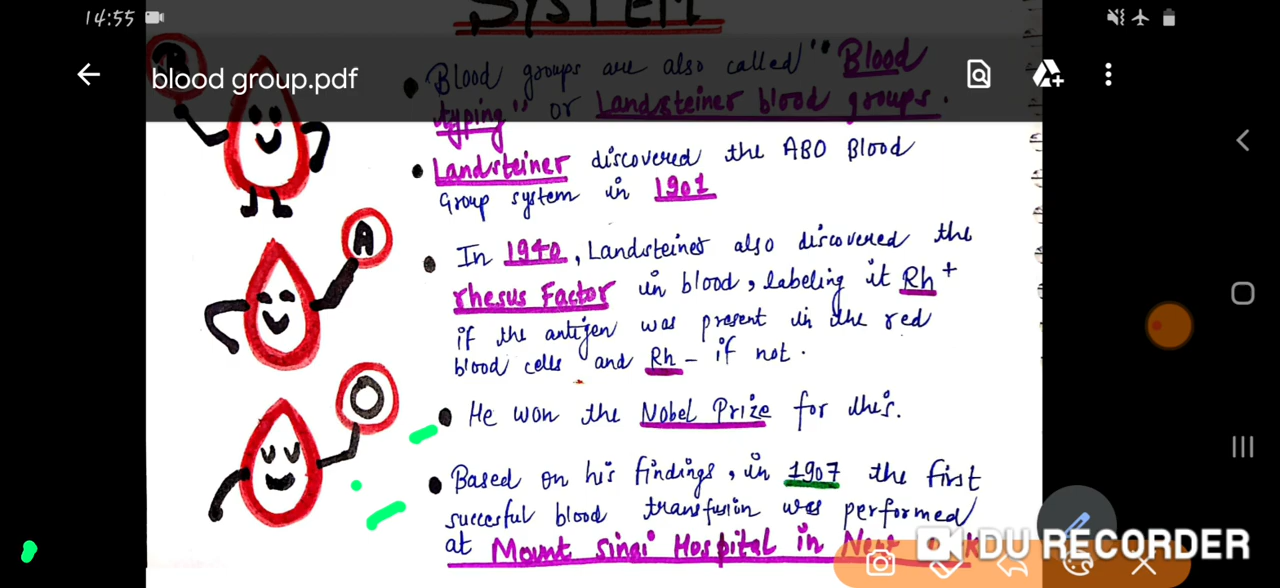 14:55
SYSTEM
blood group.pdf
A
• Blood groups are also called "Blood
typing" or Landsteiner blood groups.
• Landsteiner discovered the ABO Blood
Group system in 1901
A
• In 1940, Landsteiner also discovered the
rhesus Factor in blood, labeling it Rh+
if the antijen was present in the red
blood cells and Rh- if not.
O
• He won the Nobel Prize for this.
• Based on his findings, in 1907 the first
succesful blood transfusion was performed
at Mount Singi Hospital in
DU RECORDER